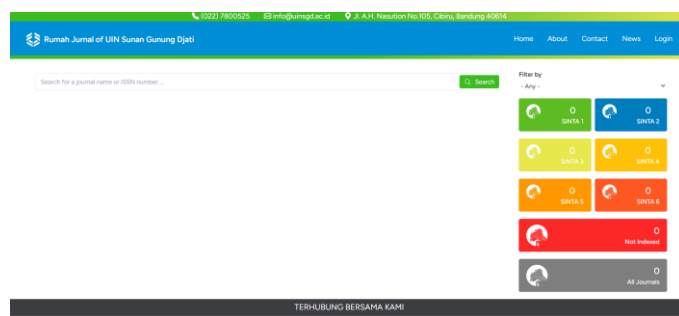 (022) 7800525 info@uinsgd.ac.id Jl. A.H. Nasution No.105, Cibiru, Bandung 40614
Rumah Jurnal of UIN Sunan Gunung Djati Home About Contact News Login
Search for a journal name or ISSN number ... Search
Filter by
- Any -
0 0
SINTA 1 SINTA 2
0 0
SINTA 3 SINTA 4
0 0
SINTA 5 SINTA 6
0
Not Indexed
0
All Journals
TERHUBUNG BERSAMA KAMI